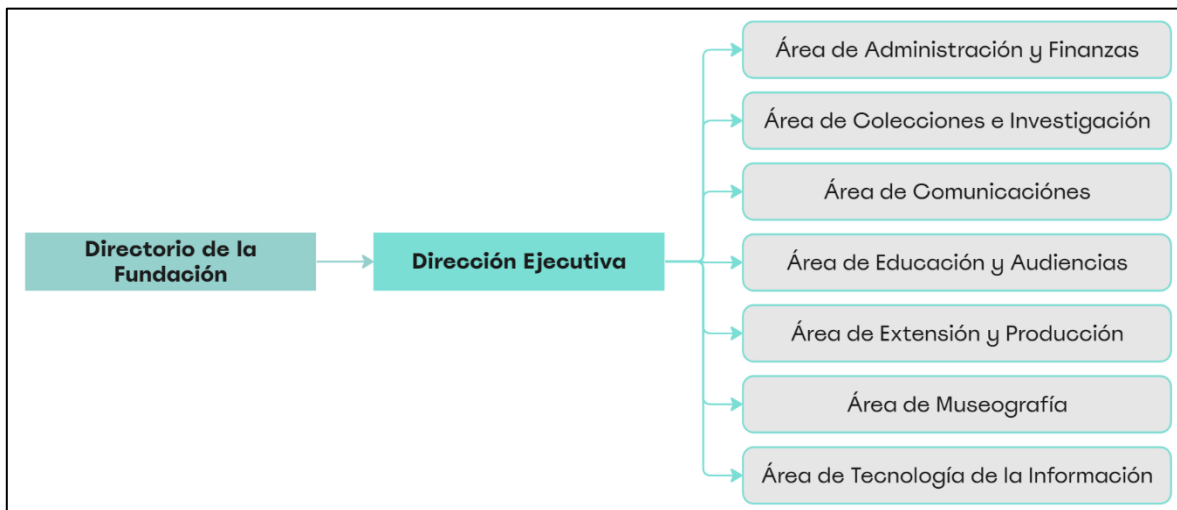 Directorio de la
Fundación
Dirección Ejecutiva
Área de Administración y Finanzas
Área de Colecciones e Investigación
Área de Comunicaciónes
Área de Educación y Audiencias
Área de Extensión y Producción
Área de Museografía
Área de Tecnología de la Información